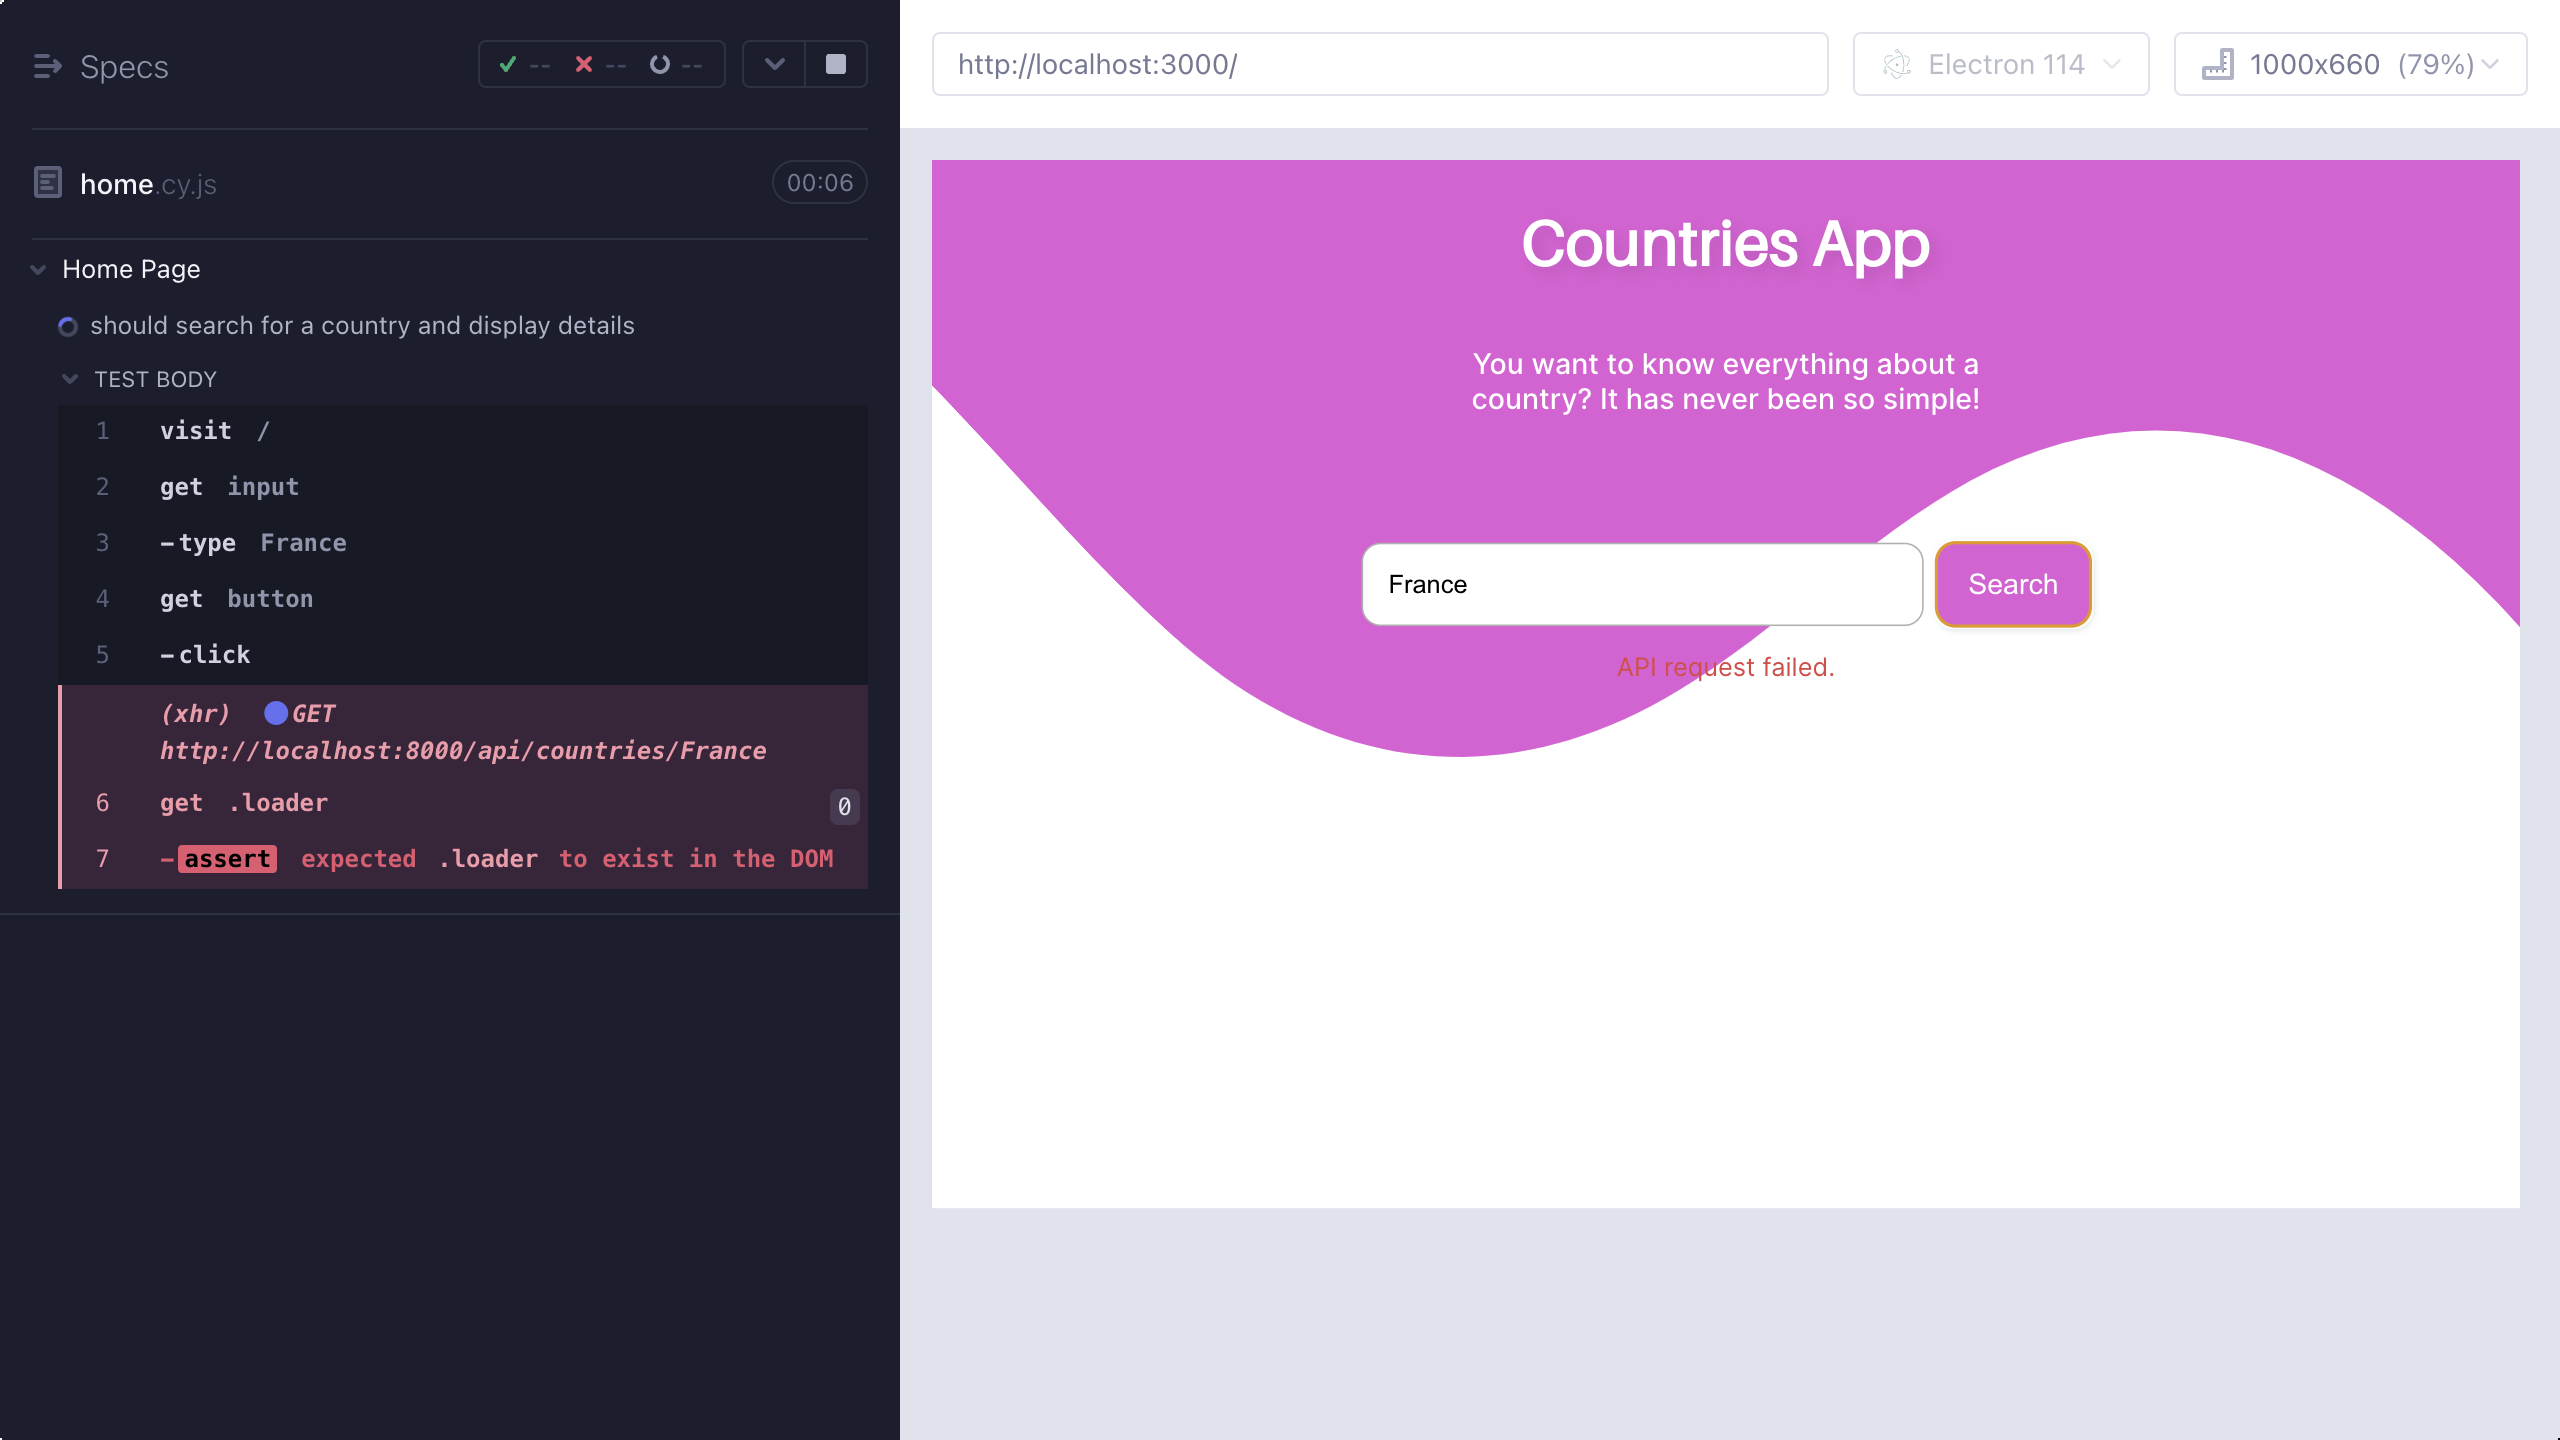 Specs
-- -- --
home.cy.js
00:06
Home Page
should search for a country and display details
TEST BODY
1 visit /
2 get input
3 -type France
4 get button
5 -click
(xhr) GET
http://localhost:8000/api/countries/France
6 get .loader 0
7 -assert expected .loader to exist in the DOM
http://localhost:3000/
Electron 114
1000x660 (79%)
Countries App
You want to know everything about a
country? It has never been so simple!
France
Search
API request failed.